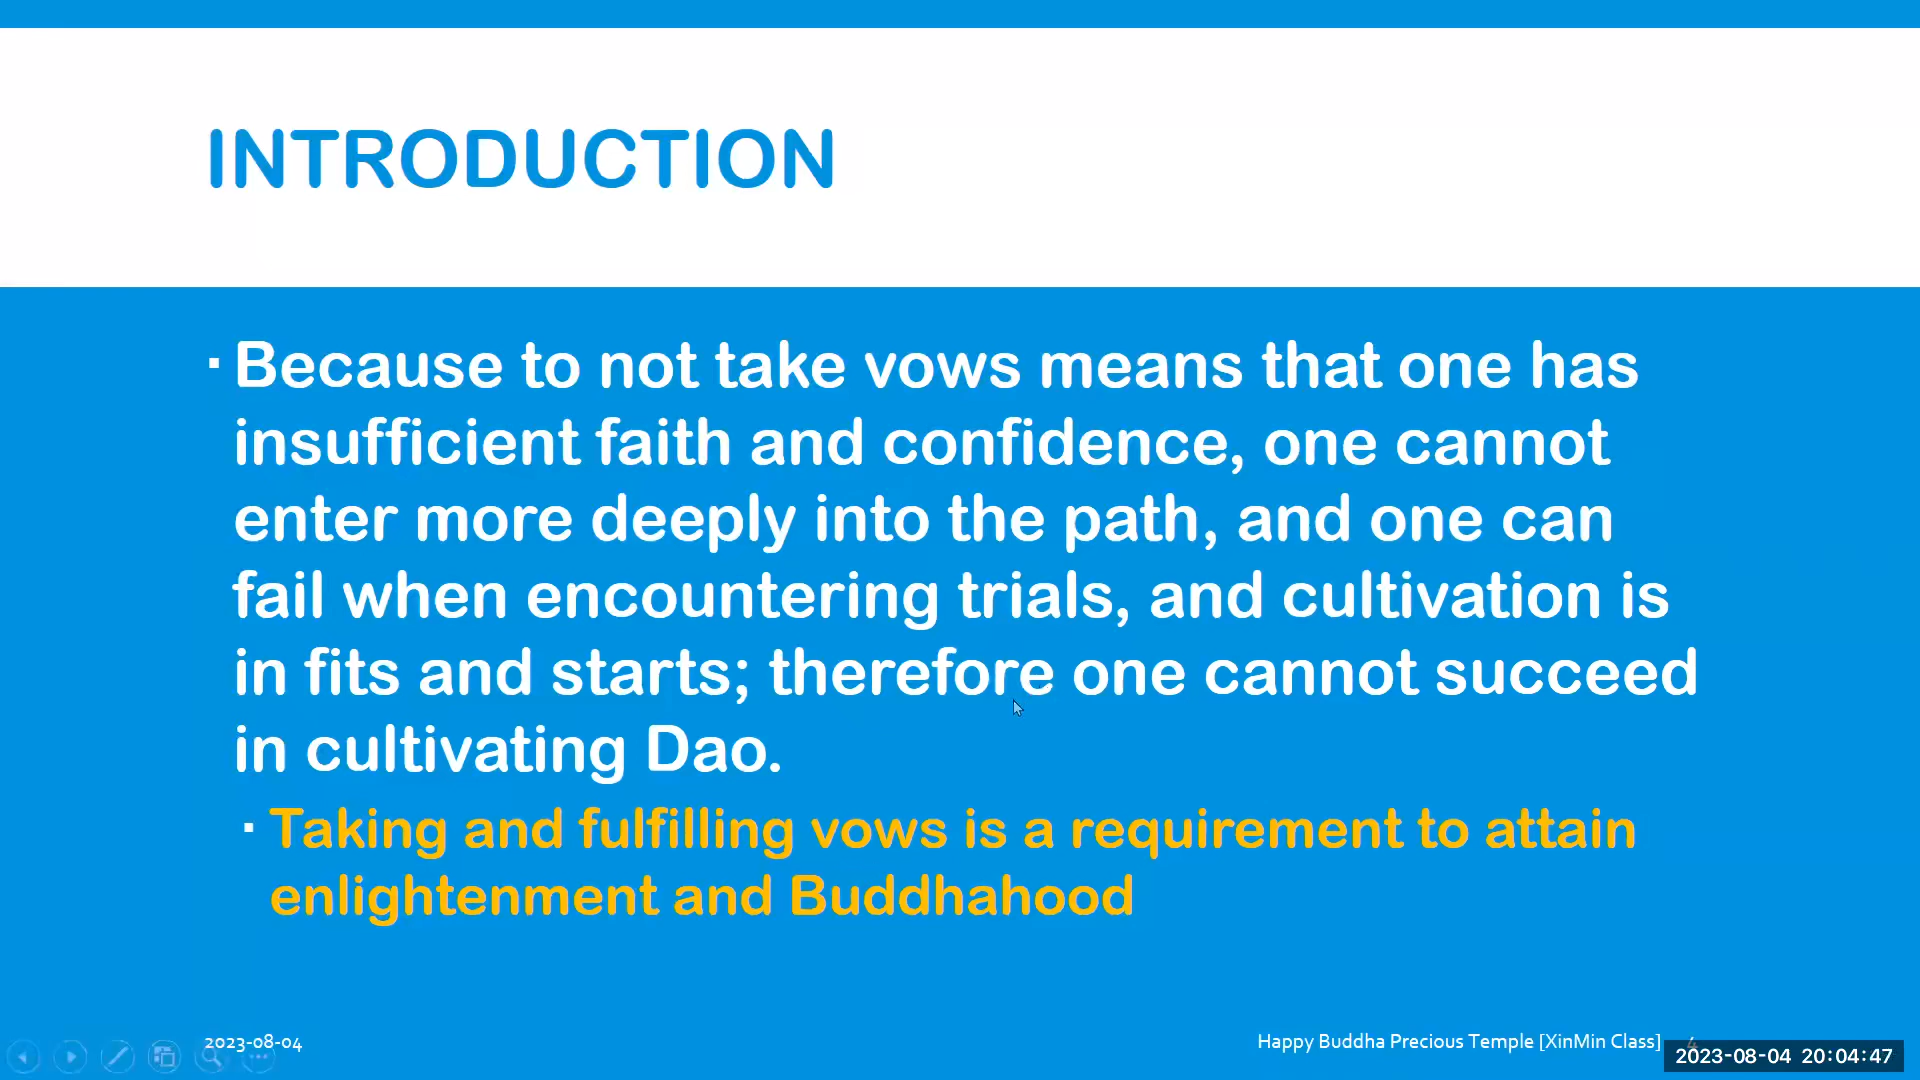 INTRODUCTION
▪ Because to not take vows means that one has
insufficient faith and confidence, one cannot
enter more deeply into the path, and one can
fail when encountering trials, and cultivation is
in fits and starts; therefore one cannot succeed
in cultivating Dao.
▪ Taking and fulfilling vows is a requirement to attain
enlightenment and Buddhahood
2023-08-04
Happy Buddha Precious Temple [XinMin Class]
4
2023-08-04 20:04:47